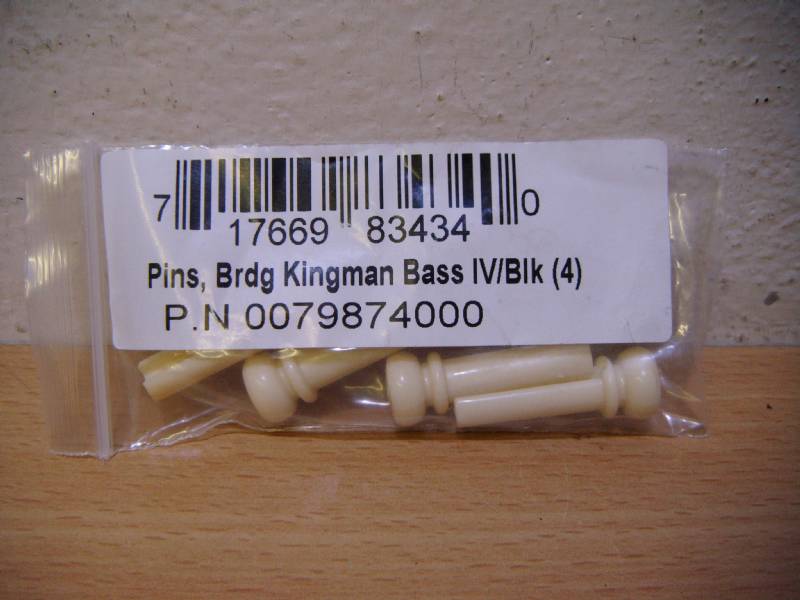 7 17669 83434 0
Pins, Brdg Kingman Bass IV/Blk (4)
P.N 0079874000